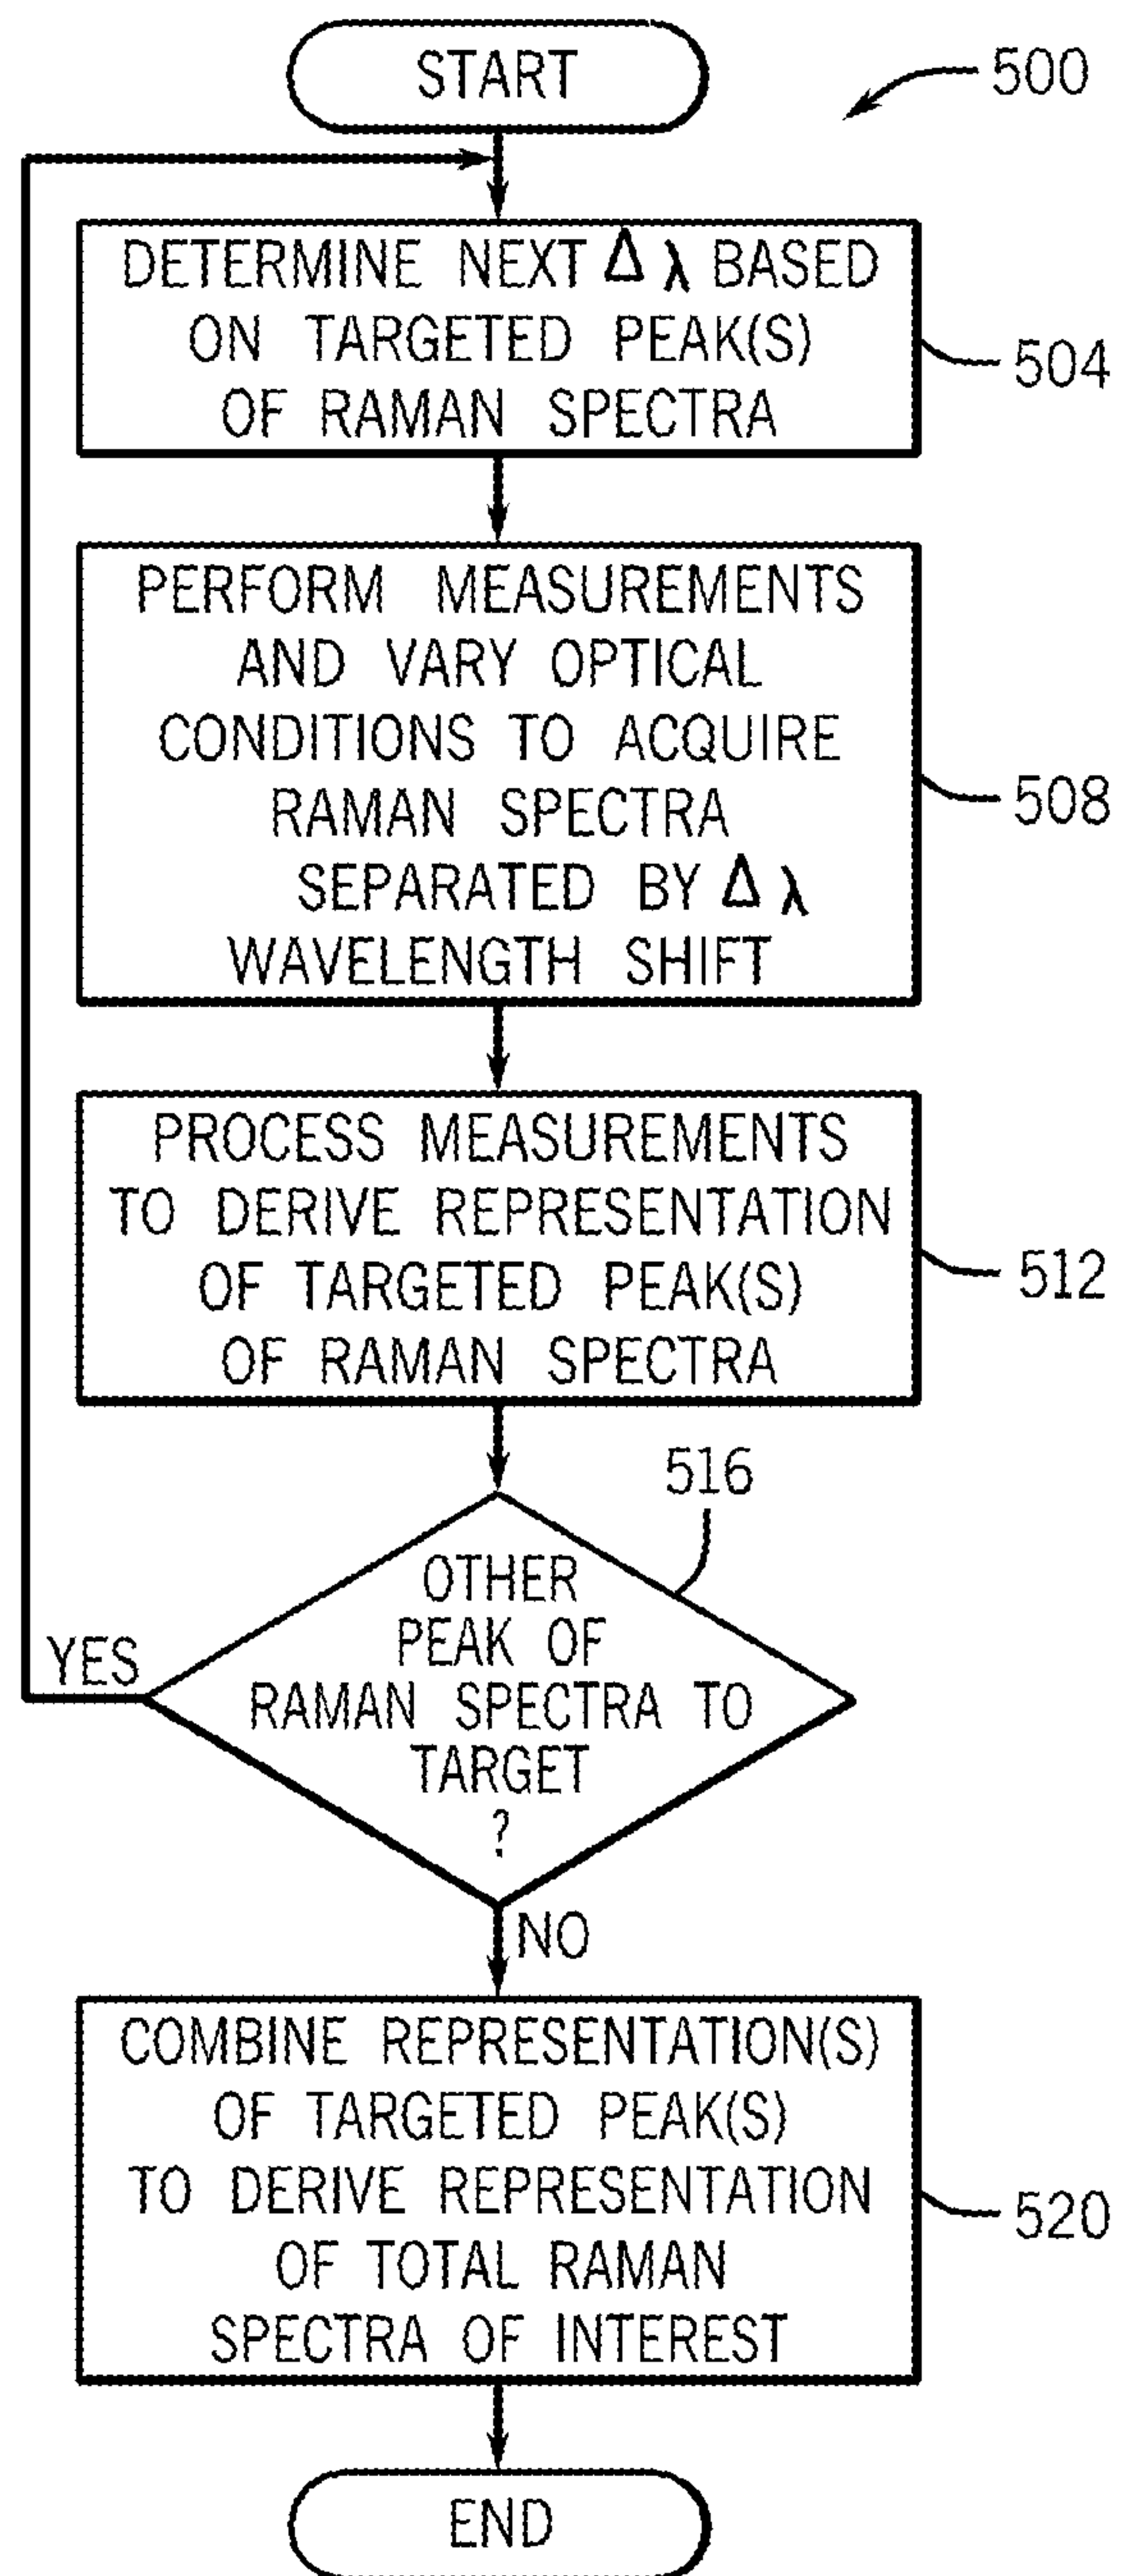 START
500
DETERMINE NEXT Δ λ BASED
ON TARGETED PEAK(S)
OF RAMAN SPECTRA
504
PERFORM MEASUREMENTS
AND VARY OPTICAL
CONDITIONS TO ACQUIRE
RAMAN SPECTRA
SEPARATED BY Δ λ
WAVELENGTH SHIFT
508
PROCESS MEASUREMENTS
TO DERIVE REPRESENTATION
OF TARGETED PEAK(S)
OF RAMAN SPECTRA
512
516
OTHER
PEAK OF
RAMAN SPECTRA TO
TARGET
?
YES
NO
COMBINE REPRESENTATION(S)
OF TARGETED PEAK(S)
TO DERIVE REPRESENTATION
OF TOTAL RAMAN
SPECTRA OF INTEREST
520
END